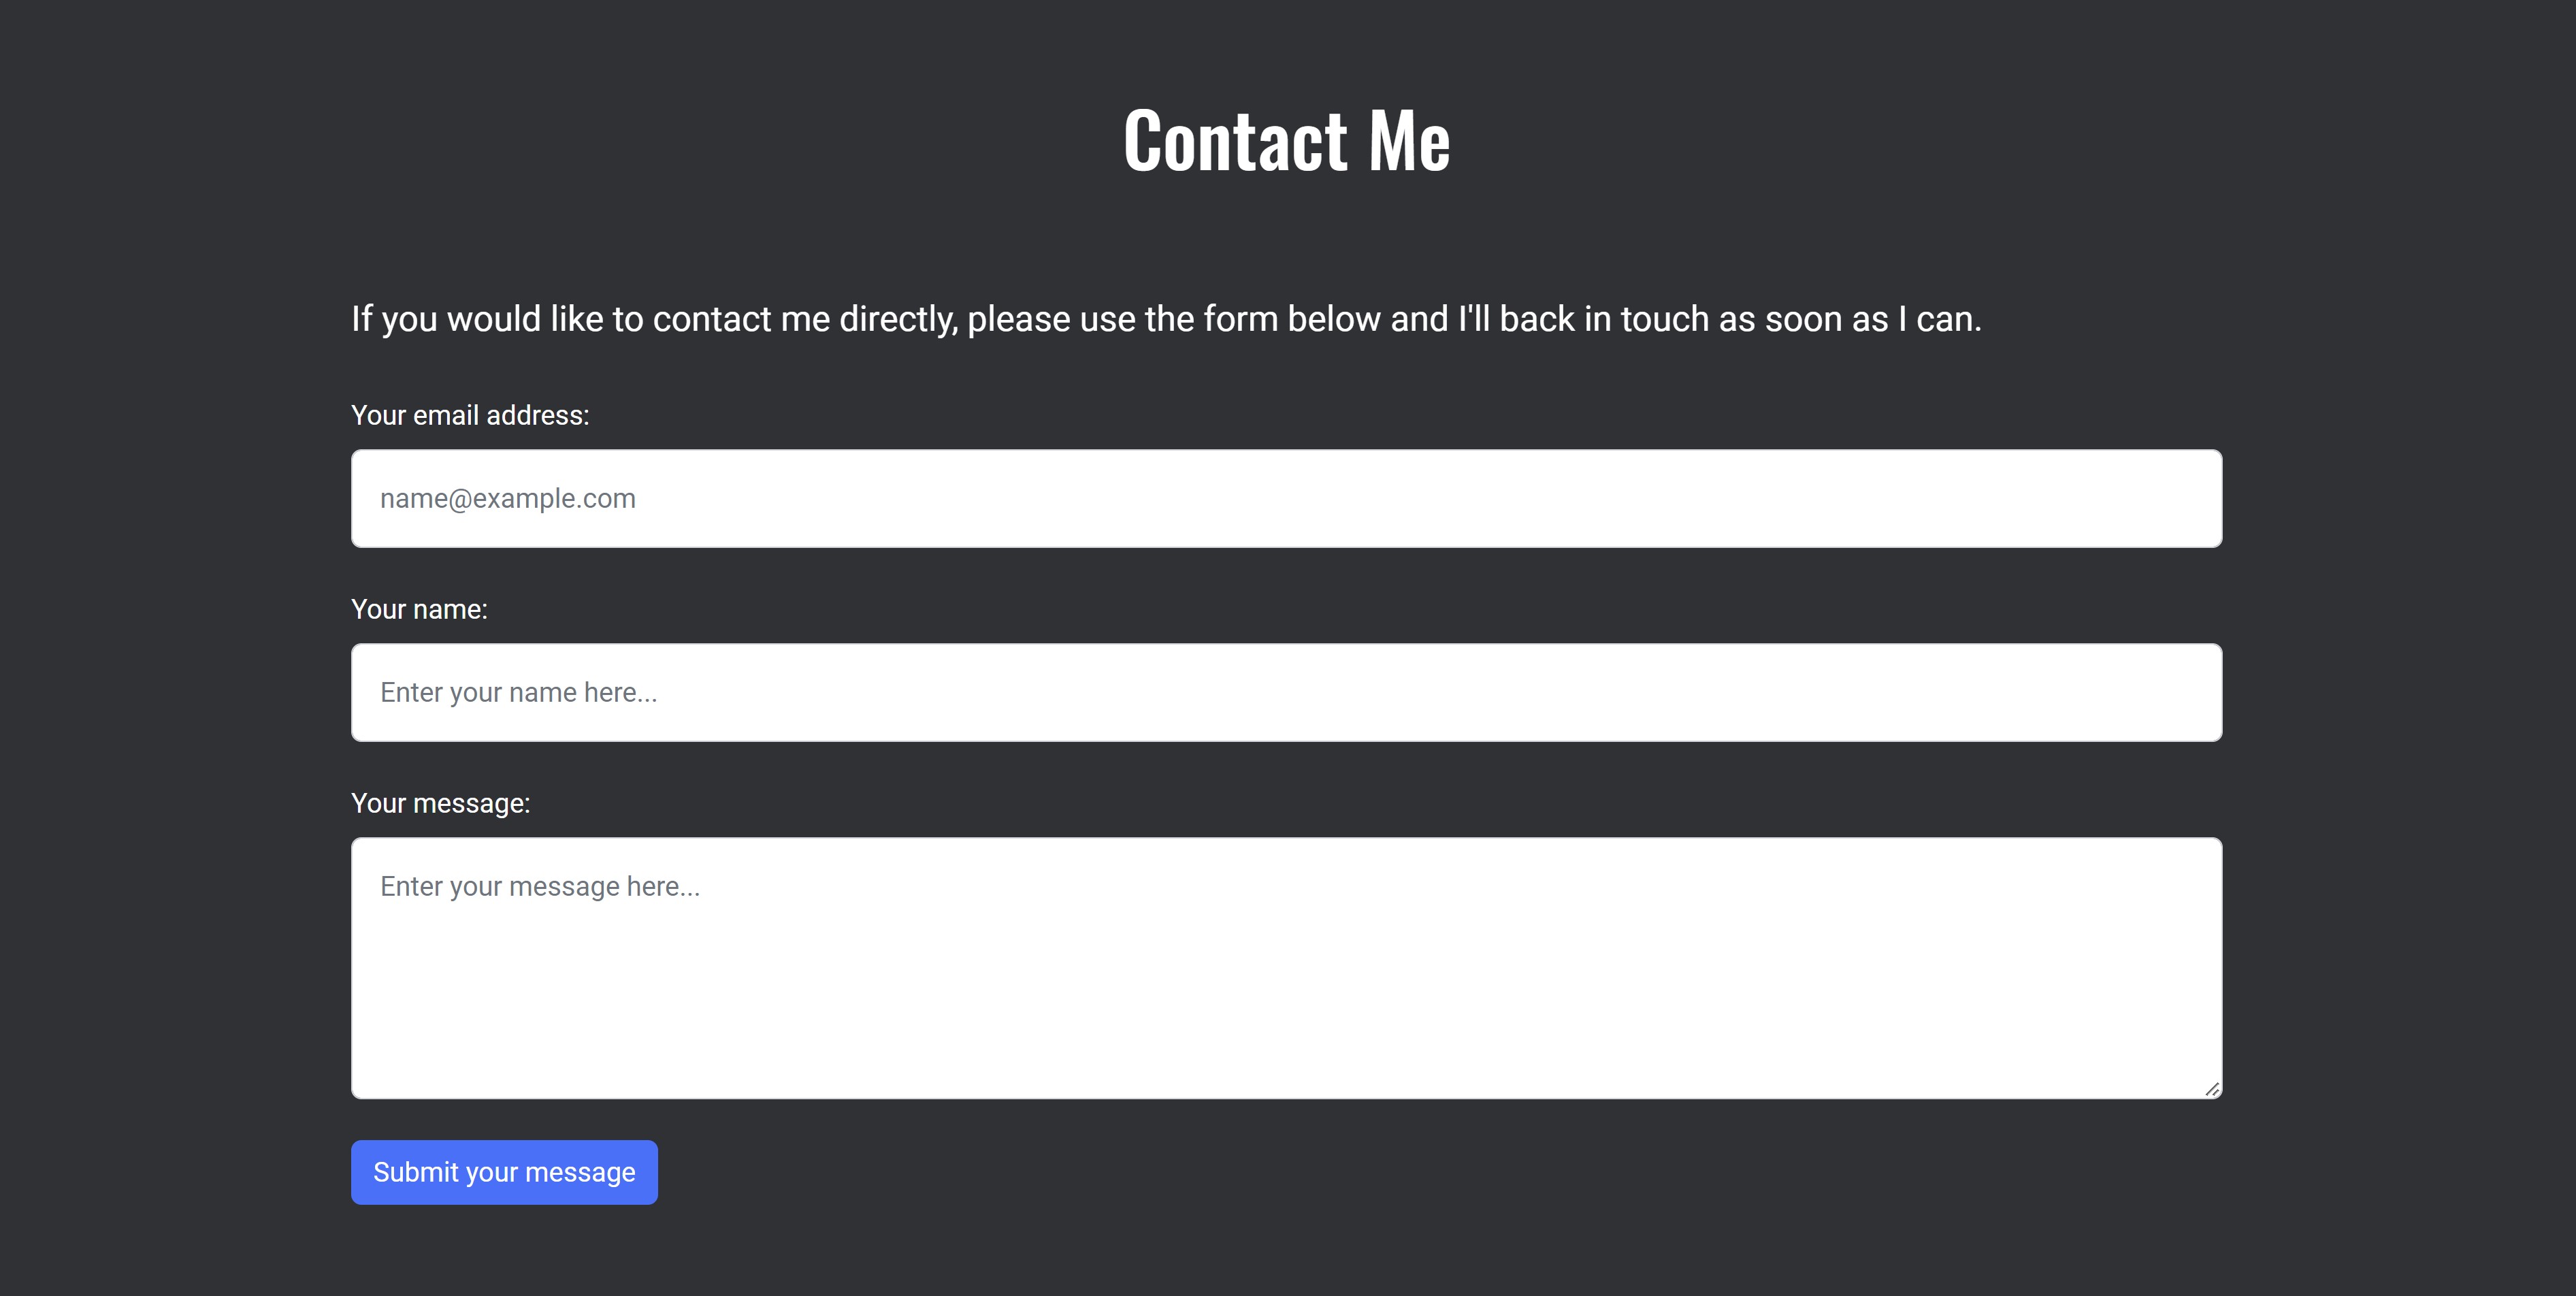 Contact Me
If you would like to contact me directly, please use the form below and I'll back in touch as soon as I can.
Your email address:
name@example.com
Your name:
Enter your name here...
Your message:
Enter your message here...
Submit your message